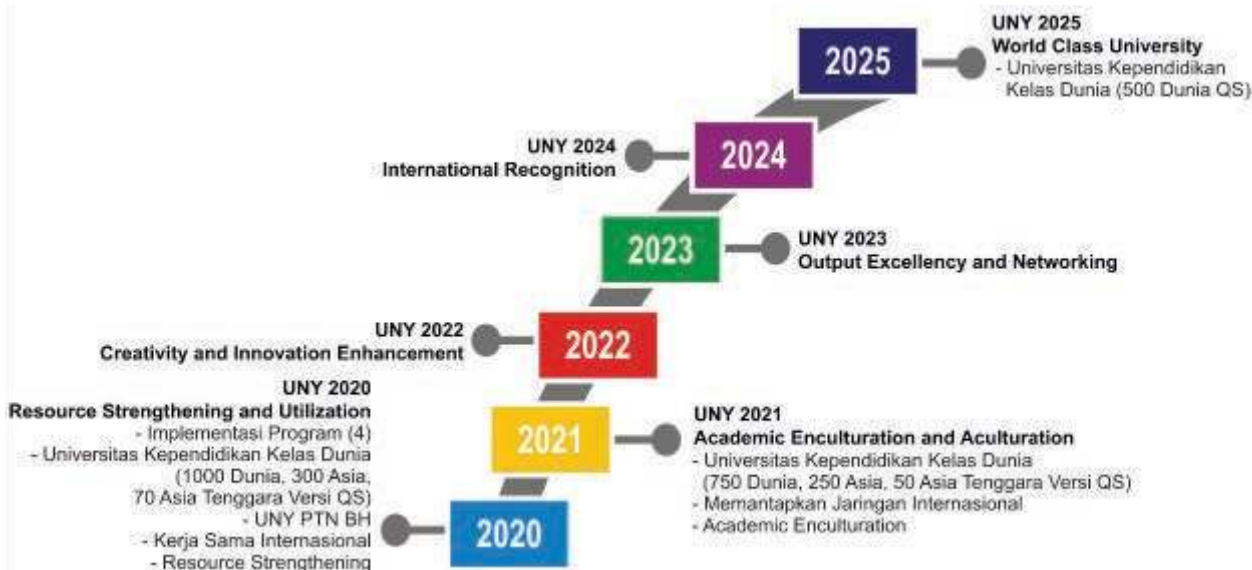 UNY 2025
World Class University
- Universitas Kependidikan
Kelas Dunia (500 Dunia QS)
2025
UNY 2024
International Recognition
2024
UNY 2023
Output Excellency and Networking
2023
UNY 2022
Creativity and Innovation Enhancement
2022
UNY 2020
Resource Strengthening and Utilization
- Implementasi Program (4)
- Universitas Kependidikan Kelas Dunia
(1000 Dunia, 300 Asia,
70 Asia Tenggara Versi QS)
- UNY PTN BH
- Kerja Sama Internasional
- Resource Strengthening
2021
UNY 2021
Academic Enculturation and Aculturation
- Universitas Kependidikan Kelas Dunia
(750 Dunia, 250 Asia, 50 Asia Tenggara Versi QS)
- Memantapkan Jaringan Internasional
- Academic Enculturation
2020